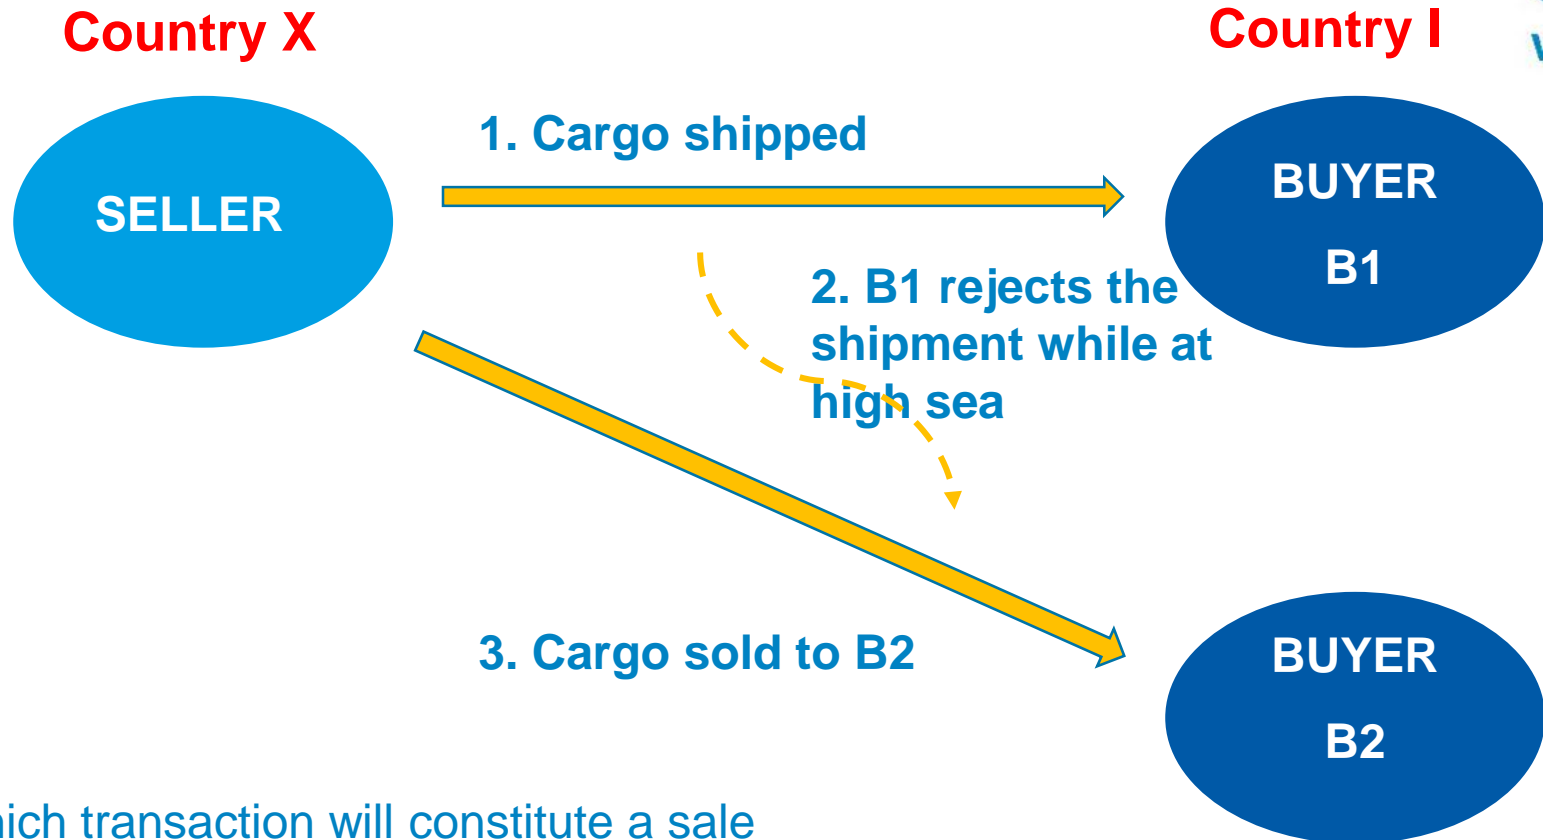 Country X
Country I
1. Cargo shipped
SELLER
BUYER
B1
2. B1 rejects the
shipment while at
high sea
3. Cargo sold to B2
BUYER
B2
transaction will constitute a sale